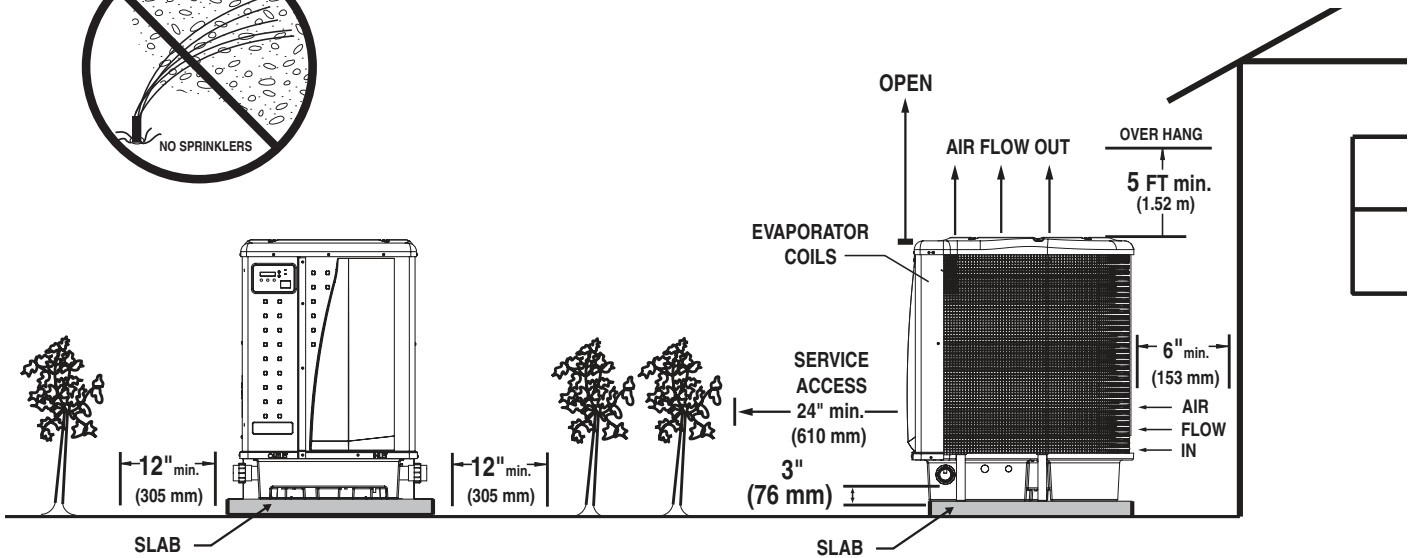 NO SPRINKLERS
OPEN
AIR FLOW OUT
OVER HANG
5 FT min.
(1.52 m)
EVAPORATOR
COILS
SERVICE
ACCESS
24" min.
(610 mm)
6" min.
(153 mm)
AIR
FLOW
IN
12" min.
(305 mm)
OUTLET
INLET
12" min.
(305 mm)
3"
(76 mm)
SLAB
SLAB